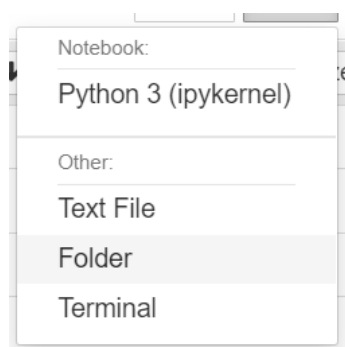 Notebook:
Python 3 (ipykernel)
Other:
Text File
Folder
Terminal